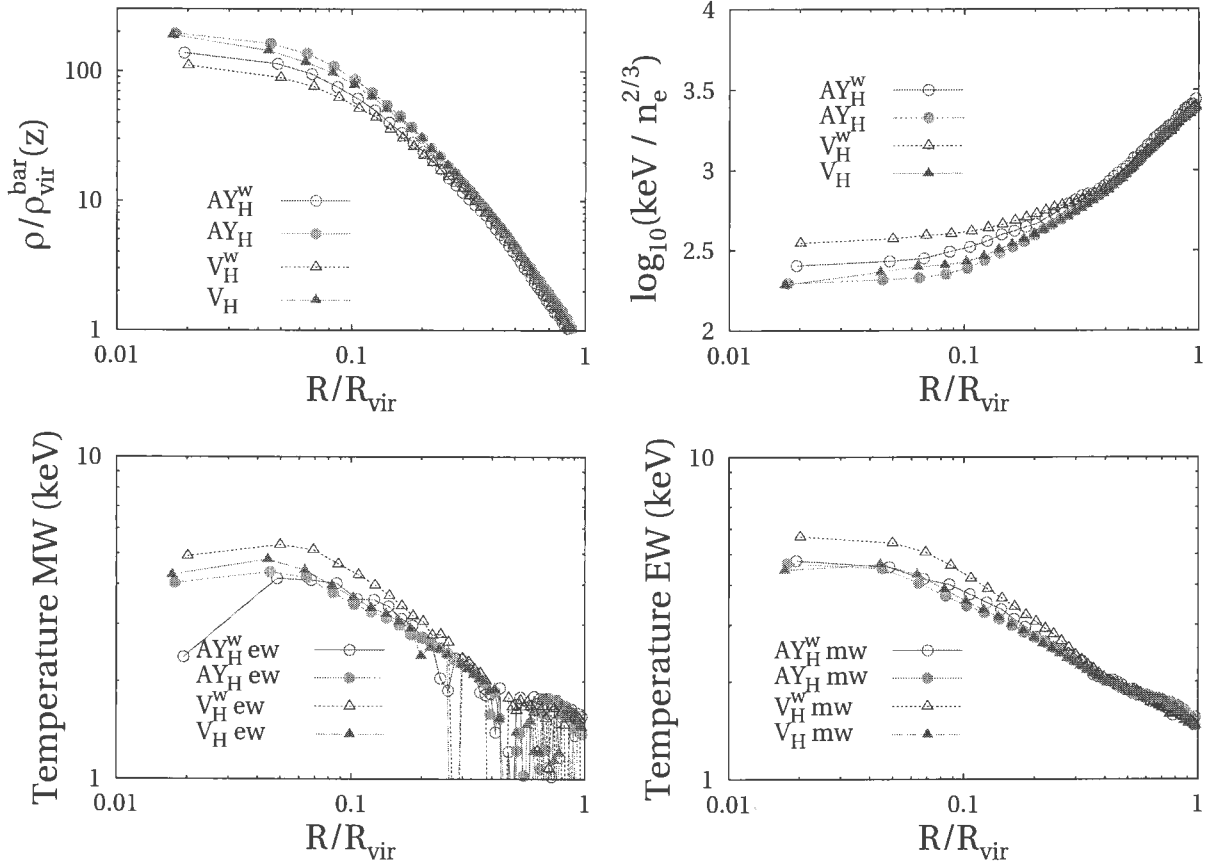 ρ/ρ_vir^bar(z)
100
10
1
AY_H^w
AY_H
V_H^w
V_H
0.01
0.1
1
R/R_vir
log_10(keV / n_e^2/3)
4
3.5
3
2.5
2
AY_H^w
AY_H
V_H^w
V_H
0.01
0.1
1
R/R_vir
Temperature MW (keV)
10
1
AY_H^w ew
AY_H ew
V_H^w ew
V_H ew
0.01
0.1
1
R/R_vir
Temperature EW (keV)
10
1
AY_H^w mw
AY_H mw
V_H^w mw
V_H mw
0.01
0.1
1
R/R_vir